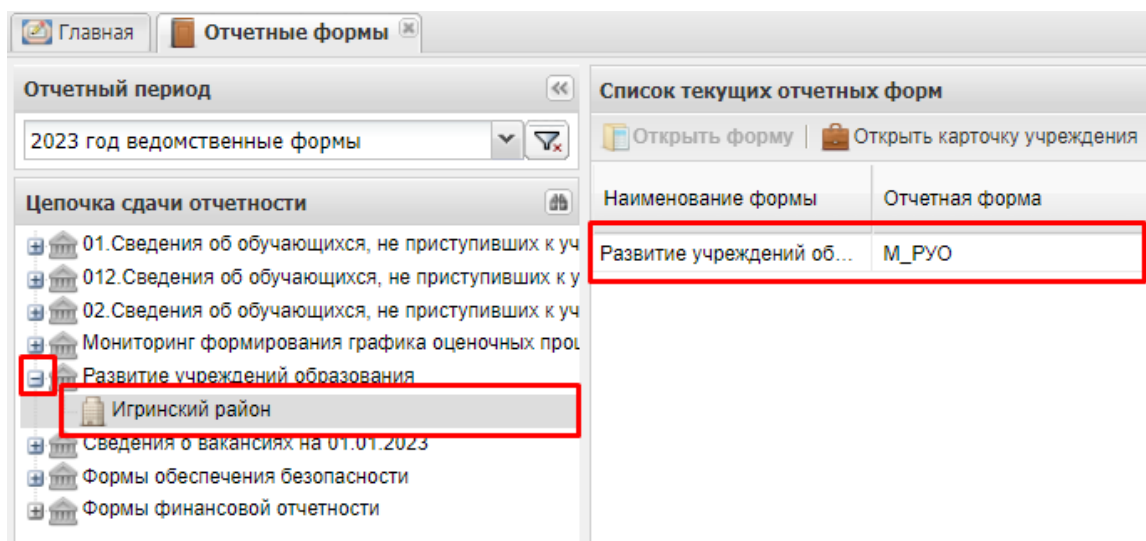 Главная
Отчетные формы
Отчетный период
2023 год ведомственные формы
Цепочка сдачи отчетности
01.Сведения об обучающихся, не приступивших к уч
012.Сведения об обучающихся, не приступивших к у
02.Сведения об обучающихся, не приступивших к уч
Мониторинг формирования графика оценочных проц
Развитие учреждений образования
Игринский район
Сведения о вакансиях на 01.01.2023
Формы обеспечения безопасности
Формы финансовой отчетности
Список текущих отчетных форм
Открыть форму Открыть карточку учреждения
Наименование формы Отчетная форма
Развитие учреждений об... М_РУО